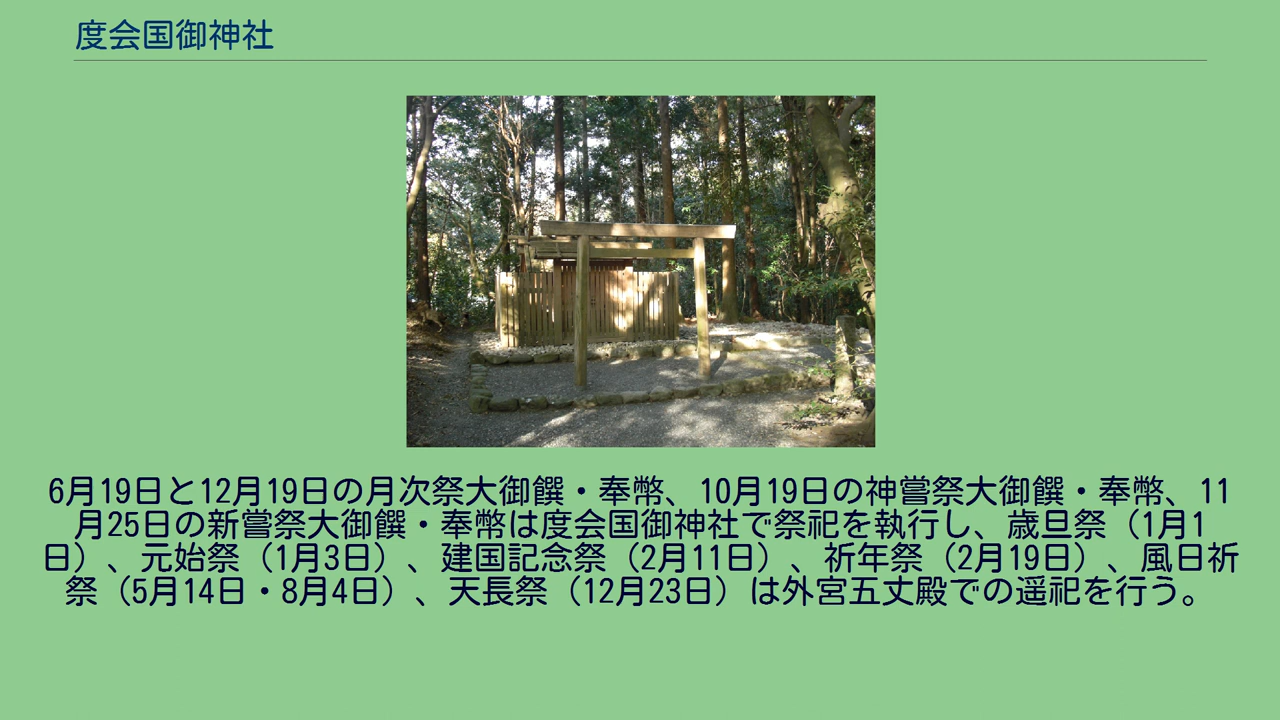 度会国御神社
6月19日と12月19日の月次祭大御饌・奉幣、10月19日の神嘗祭大御饌・奉幣、11
月25日の新嘗祭大御饌・奉幣は度会国御神社で祭祀を執行し、歳旦祭（1月1
日）、元始祭（1月3日）、建国記念祭（2月11日）、祈年祭（2月19日）、風日祈
祭（5月14日・8月4日）、天長祭（12月23日）は外宮五丈殿での遥祀を行う。